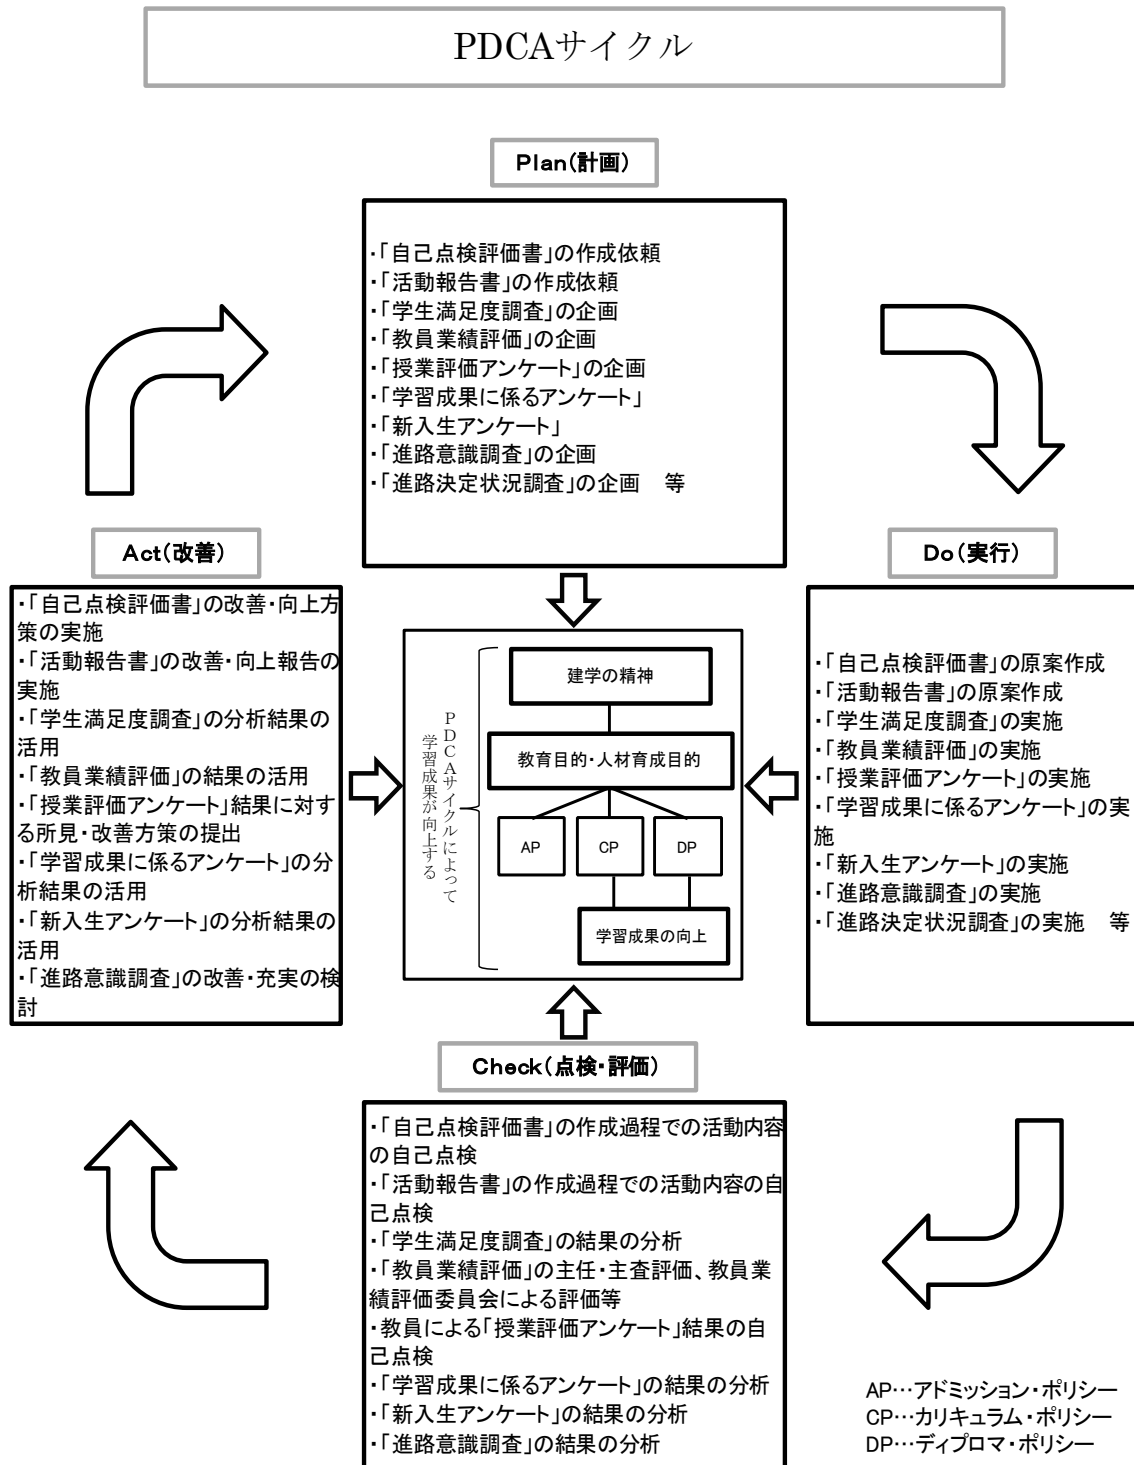 PDCAサイクル
Plan(計画)
・「自己点検評価書」の作成依頼
・「活動報告書」の作成依頼
・「学生満足度調査」の企画
・「教員業績評価」の企画
・「授業評価アンケート」の企画
・「学習成果に係るアンケート」
・「新入生アンケート」
・「進路意識調査」の企画
・「進路決定状況調査」の企画　等
Act(改善)
・「自己点検評価書」の改善・向上方
策の実施
・「活動報告書」の改善・向上報告の
実施
・「学生満足度調査」の分析結果の
活用
・「教員業績評価」の結果の活用
・「授業評価アンケート」結果に対す
る所見・改善方策の提出
・「学習成果に係るアンケート」の分
析結果の活用
・「新入生アンケート」の分析結果の
活用
・「進路意識調査」の改善・充実の検
討
PDCAサイクルによって
学習成果が向上する
建学の精神
教育目的・人材育成目的
AP
CP
DP
学習成果の向上
Do(実行)
・「自己点検評価書」の原案作成
・「活動報告書」の原案作成
・「学生満足度調査」の実施
・「教員業績評価」の実施
・「授業評価アンケート」の実施
・「学習成果に係るアンケート」の実
施
・「新入生アンケート」の実施
・「進路意識調査」の実施
・「進路決定状況調査」の実施　等
Check(点検・評価)
・「自己点検評価書」の作成過程での活動内容
の自己点検
・「活動報告書」の作成過程での活動内容の自
己点検
・「学生満足度調査」の結果の分析
・「教員業績評価」の主任・主査評価、教員業
績評価委員会による評価等
・教員による「授業評価アンケート」結果の自
己点検
・「学習成果に係るアンケート」の結果の分析
・「新入生アンケート」の結果の分析
・「進路意識調査」の結果の分析
AP…アドミッション・ポリシー
CP…カリキュラム・ポリシー
DP…ディプロマ・ポリシー